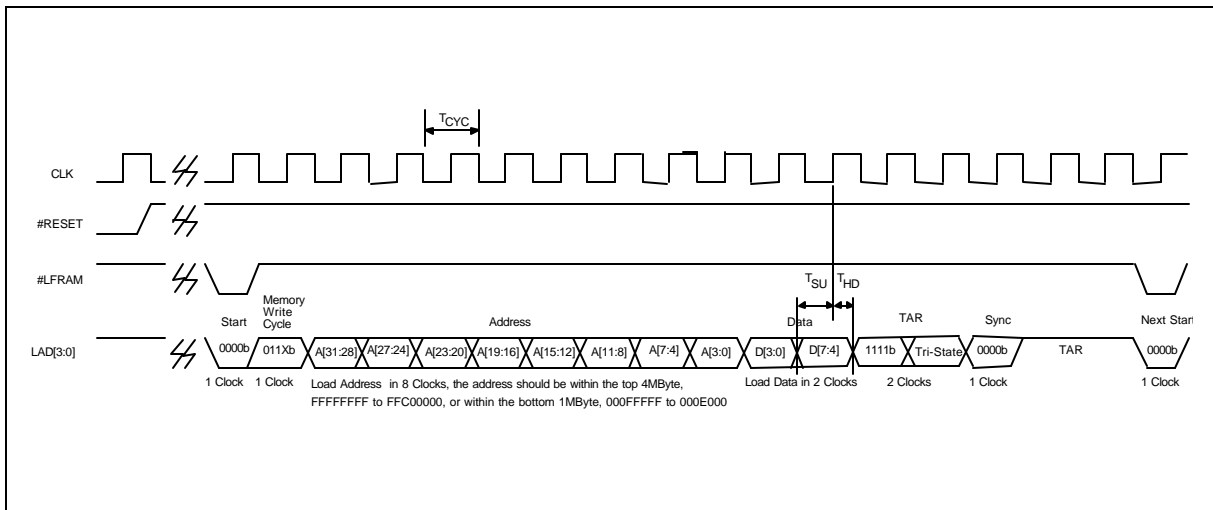 TCYC
CLK
#RESET
#LFRAM
TSU THD
Memory
Write
Cycle
Start Address Data TAR Sync Next Start
LAD[3:0] 0000b 011Xb A[31:28] A[27:24] A[23:20] A[19:16] A[15:12] A[11:8] A[7:4] A[3:0] D[3:0] D[7:4] 1111b Tri-State 0000b TAR 0000b
1 Clock 1 Clock Load Address in 8 Clocks, the address should be within the top 4MByte, Load Data in 2 Clocks 2 Clocks 1 Clock 1 Clock
FFFFFFFF to FFC00000, or within the bottom 1MByte, 000FFFFF to 000E000